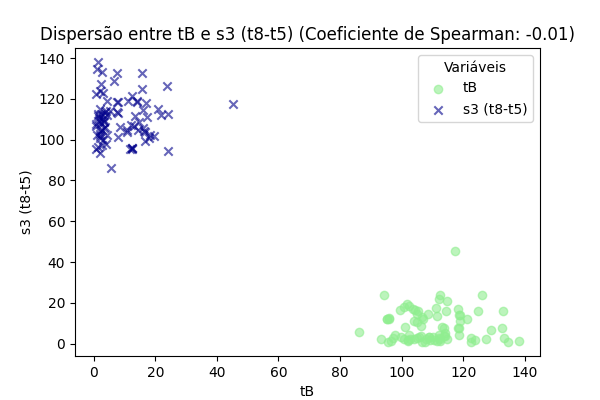 Dispersão entre tB e s3 (t8-t5) (Coeficiente de Spearman: -0.01)
Variáveis
tB
s3 (t8-t5)
s3 (t8-t5)
140
120
100
80
60
40
20
0
0 20 40 60 80 100 120 140
tB